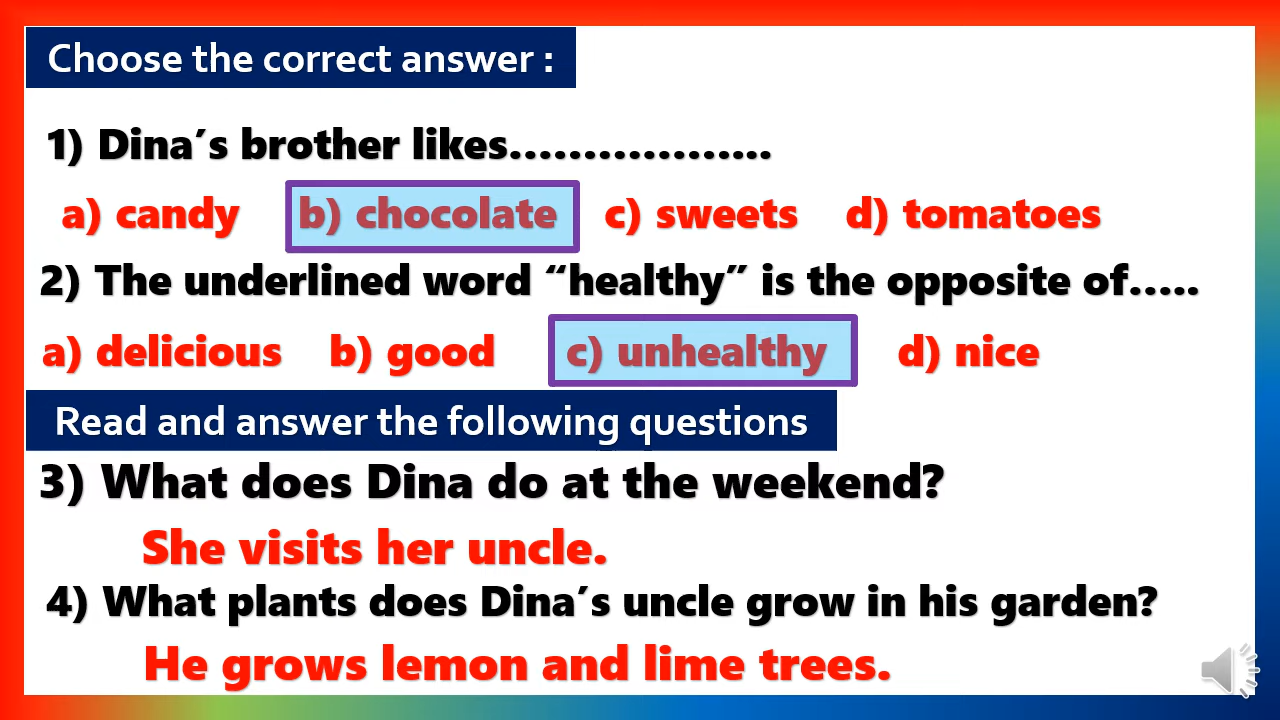 Choose the correct answer :
1) Dina´s brother likes………………..
a) candy b) chocolate c) sweets d) tomatoes
2) The underlined word “healthy” is the opposite of…..
a) delicious b) good c) unhealthy d) nice
Read and answer the following questions
3) What does Dina do at the weekend?
She visits her uncle.
4) What plants does Dina´s uncle grow in his garden?
He grows lemon and lime trees.